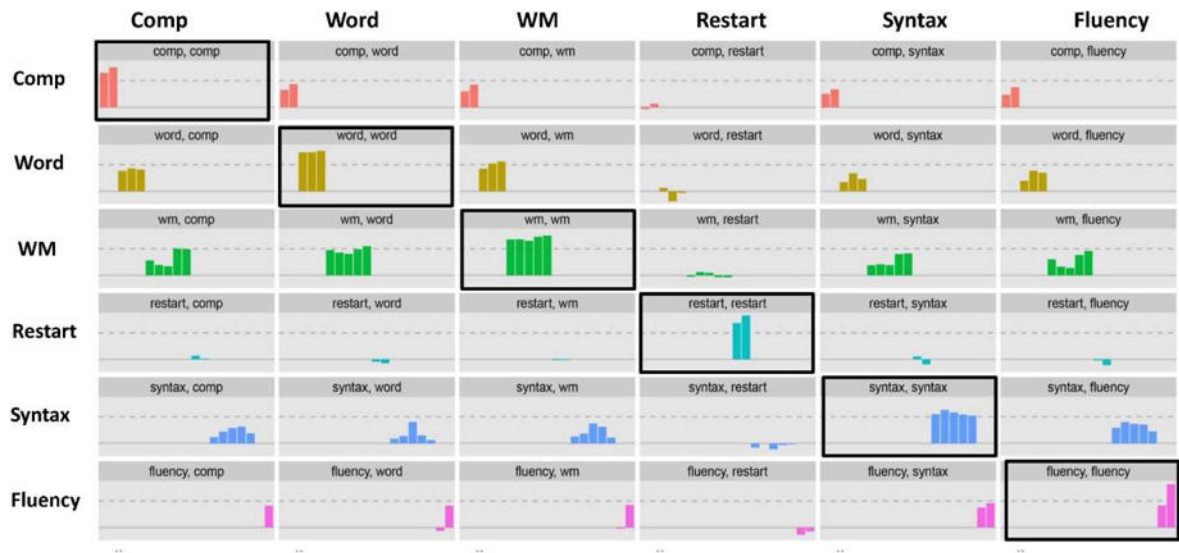 Comp Word WM Restart Syntax Fluency
Comp
comp, comp comp, word comp, wm comp, restart comp, syntax comp, fluency
Word
word, comp word, word word, wm word, restart word, syntax word, fluency
WM
wm, comp wm, word wm, wm wm, restart wm, syntax wm, fluency
Restart
restart, comp restart, word restart, wm restart, restart restart, syntax restart, fluency
Syntax
syntax, comp syntax, word syntax, wm syntax, restart syntax, syntax syntax, fluency
Fluency
fluency, comp fluency, word fluency, wm fluency, restart fluency, syntax fluency, fluency